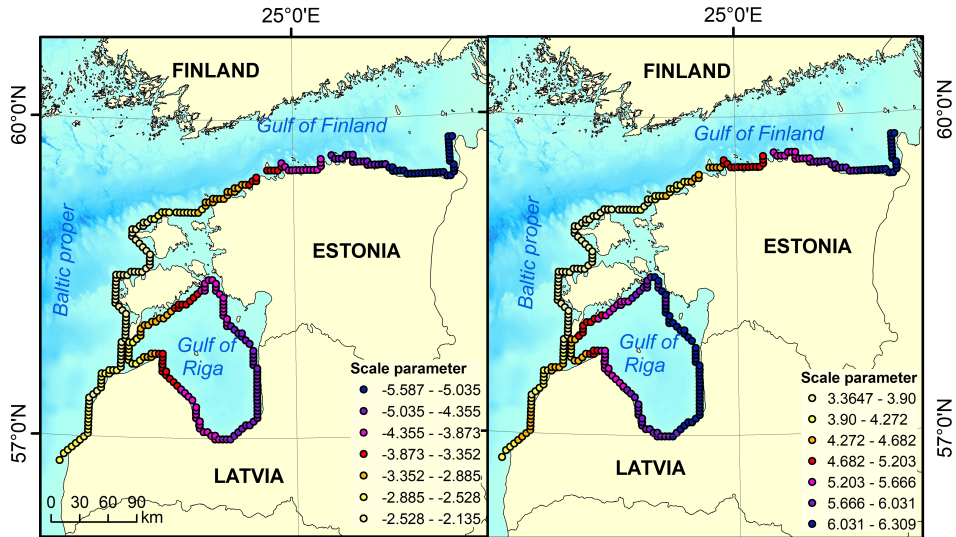 25°0'E
25°0'E
FINLAND
FINLAND
60°0'N
60°0'N
Gulf of Finland
Gulf of Finland
Baltic proper
Baltic proper
ESTONIA
ESTONIA
Gulf of
Riga
Gulf of
Riga
57°0'N
57°0'N
LATVIA
LATVIA
Scale parameter
-5.587 - -5.035
-5.035 - -4.355
-4.355 - -3.873
-3.873 - -3.352
-3.352 - -2.885
-2.885 - -2.528
-2.528 - -2.135
0 30 60 90
km
Scale parameter
3.3647 - 3.90
3.90 - 4.272
4.272 - 4.682
4.682 - 5.203
5.203 - 5.666
5.666 - 6.031
6.031 - 6.309